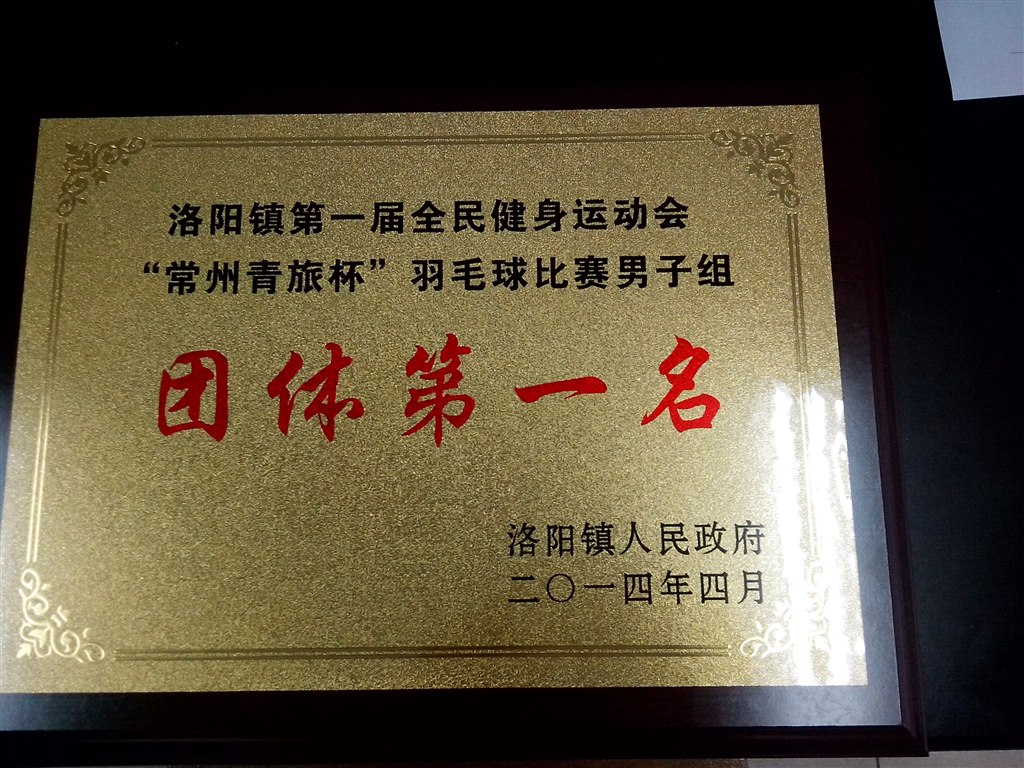 洛阳镇第一届全民健身运动会
“常州青旅杯”羽毛球比赛男子组
团体第一名
洛阳镇人民政府
二〇一四年四月